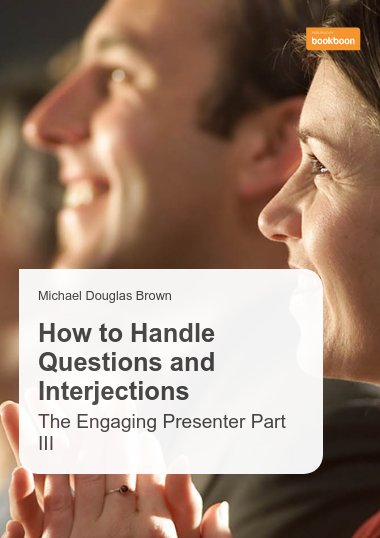 bookboon
Michael Douglas Brown
How to Handle
Questions and
Interjections
The Engaging Presenter Part
III